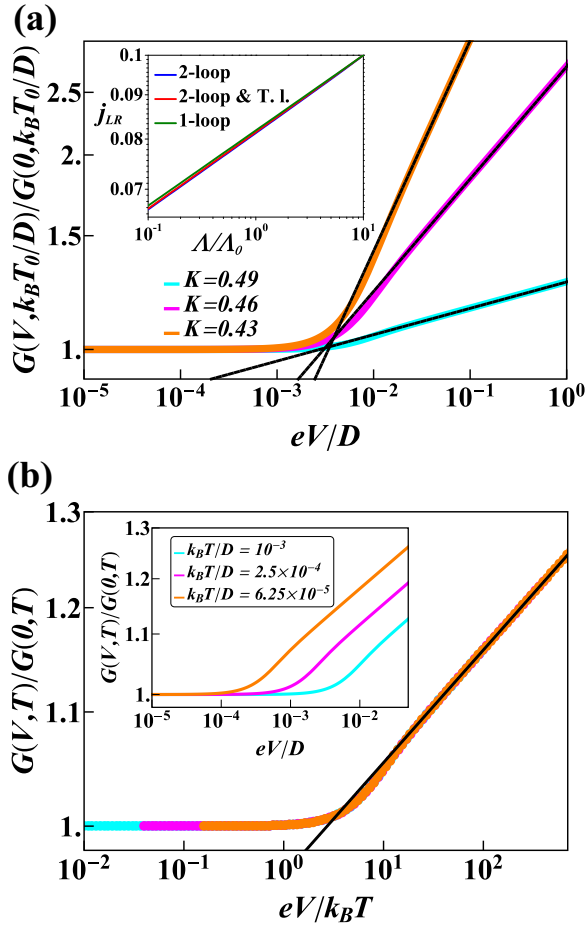 (a)
G(V,k_BT_0/D)/G(0,k_BT_0/D)
2.5
2.
1.5
1.
0.1
0.09
0.08
0.07
j_LR
2-loop
2-loop & T. l.
1-loop
10^-1 10^0 10^1
Λ/Λ_0
K=0.49
K=0.46
K=0.43
10^-5 10^-4 10^-3 10^-2 10^-1 10^0
eV/D
(b)
G(V,T)/G(0,T)
1.3
1.2
1.1
1.
G(V,T)/G(0,T)
1.3
1.2
1.1
1.
k_BT/D = 10^-3
k_BT/D = 2.5×10^-4
k_BT/D = 6.25×10^-5
10^-5 10^-4 10^-3 10^-2
eV/D
10^-2 10^-1 10^0 10^1 10^2
eV/k_BT